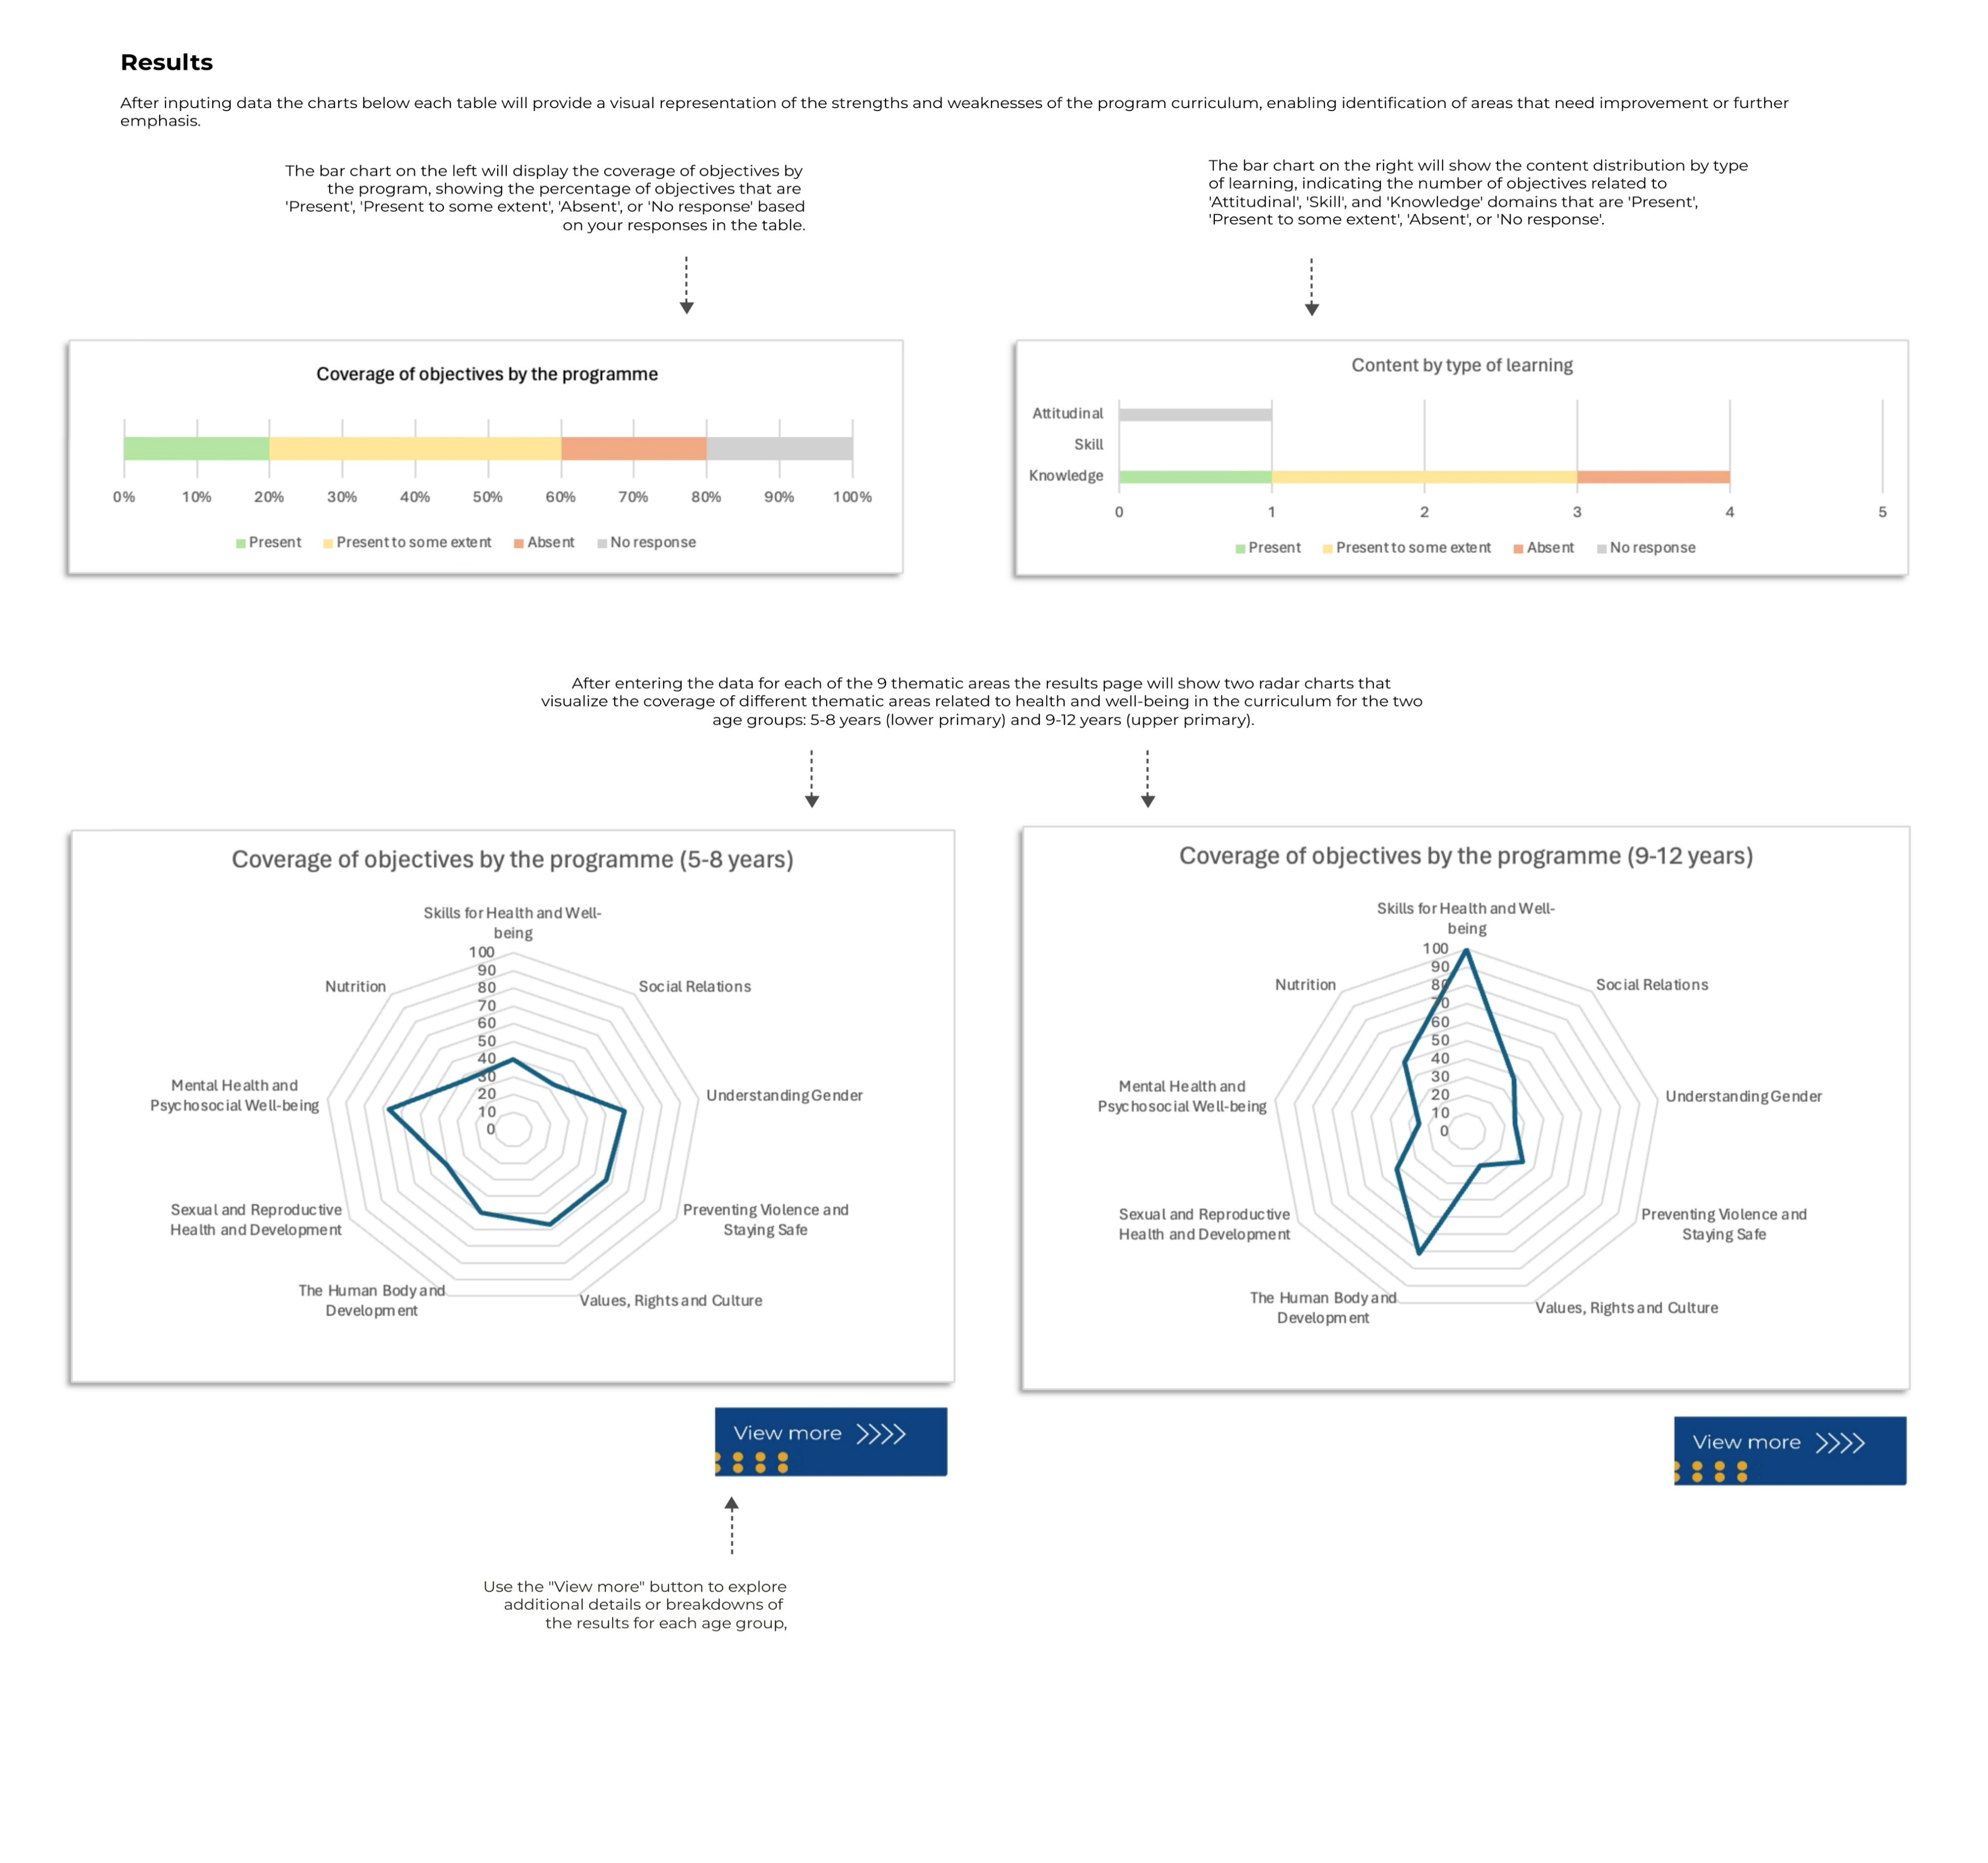 Results
After inputing data the charts below each table will provide a visual representation of the strengths and weaknesses of the program curriculum, enabling identification of areas that need improvement or further
emphasis.
The bar chart on the left will display the coverage of objectives by
the program, showing the percentage of objectives that are
'Present', 'Present to some extent', 'Absent', or 'No response' based
on your responses in the table.
The bar chart on the right will show the content distribution by type
of learning, indicating the number of objectives related to
'Attitudinal', 'Skill', and 'Knowledge' domains that are 'Present',
'Present to some extent', 'Absent', or 'No response'.
Coverage of objectives by the programme
0% 10% 20% 30% 40% 50% 60% 70% 80% 90% 100%
Present Present to some extent Absent No response
Content by type of learning
Attitudinal
Skill
Knowledge
0 1 2 3 4 5
Present Present to some extent Absent No response
After entering the data for each of the 9 thematic areas the results page will show two radar charts that
visualize the coverage of different thematic areas related to health and well-being in the curriculum for the two
age groups: 5-8 years (lower primary) and 9-12 years (upper primary).
Coverage of objectives by the programme (5-8 years)
Skills for Health and Well-
being
100
90
80
70
60
50
40
30
20
10
0
Social Relations
Understanding Gender
Preventing Violence and
Staying Safe
Values, Rights and Culture
The Human Body and
Development
Sexual and Reproductive
Health and Development
Mental Health and
Psychosocial Well-being
Nutrition
Coverage of objectives by the programme (9-12 years)
Skills for Health and Well-
being
100
90
80
70
60
50
40
30
20
10
0
Social Relations
Understanding Gender
Preventing Violence and
Staying Safe
Values, Rights and Culture
The Human Body and
Development
Sexual and Reproductive
Health and Development
Mental Health and
Psychosocial Well-being
Nutrition
View more
View more
Use the "View more" button to explore
additional details or breakdowns of
the results for each age group,